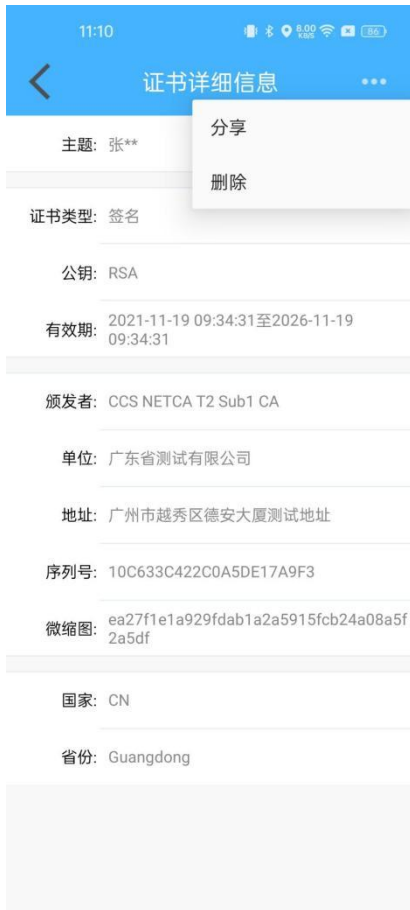 11:10
8.00 KB/S
86
证书详细信息
分享
删除
主题: 张**
证书类型: 签名
公钥: RSA
有效期: 2021-11-19 09:34:31至2026-11-19
09:34:31
颁发者: CCS NETCA T2 Sub1 CA
单位: 广东省测试有限公司
地址: 广州市越秀区德安大厦测试地址
序列号: 10C633C422C0A5DE17A9F3
微缩图: ea27f1e1a929fdab1a2a5915fcb24a08a5f
2a5df
国家: CN
省份: Guangdong